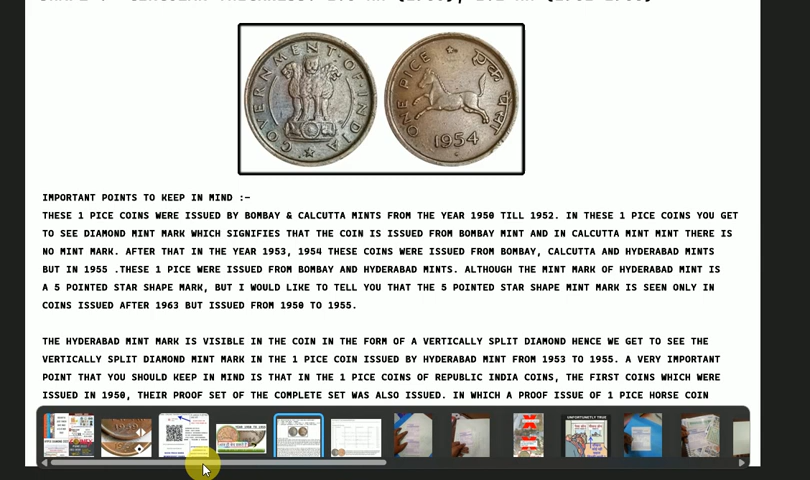 GOVERNMENT OF INDIA
ONE PICE
एक पैसा
1954
IMPORTANT POINTS TO KEEP IN MIND :-
THESE 1 PICE COINS WERE ISSUED BY BOMBAY & CALCUTTA MINTS FROM THE YEAR 1950 TILL 1952. IN THESE 1 PICE COINS YOU GET
TO SEE DIAMOND MINT MARK WHICH SIGNIFIES THAT THE COIN IS ISSUED FROM BOMBAY MINT AND IN CALCUTTA MINT MINT THERE IS
NO MINT MARK. AFTER THAT IN THE YEAR 1953, 1954 THESE COINS WERE ISSUED FROM BOMBAY, CALCUTTA AND HYDERABAD MINTS
BUT IN 1955 .THESE 1 PICE WERE ISSUED FROM BOMBAY AND HYDERABAD MINTS. ALTHOUGH THE MINT MARK OF HYDERABAD MINT IS
A 5 POINTED STAR SHAPE MARK, BUT I WOULD LIKE TO TELL YOU THAT THE 5 POINTED STAR SHAPE MINT MARK IS SEEN ONLY IN
COINS ISSUED AFTER 1963 BUT ISSUED FROM 1950 TO 1955.
THE HYDERABAD MINT MARK IS VISIBLE IN THE COIN IN THE FORM OF A VERTICALLY SPLIT DIAMOND HENCE WE GET TO SEE THE
VERTICALLY SPLIT DIAMOND MINT MARK IN THE 1 PICE COIN ISSUED BY HYDERABAD MINT FROM 1953 TO 1955. A VERY IMPORTANT
POINT THAT YOU SHOULD KEEP IN MIND IS THAT IN THE 1 PICE COINS OF REPUBLIC INDIA COINS, THE FIRST COINS WHICH WERE
ISSUED IN 1950, THEIR PROOF SET OF THE COMPLETE SET WAS ALSO ISSUED. IN WHICH A PROOF ISSUE OF 1 PICE HORSE COIN
UNFORTUNATELY TRUE